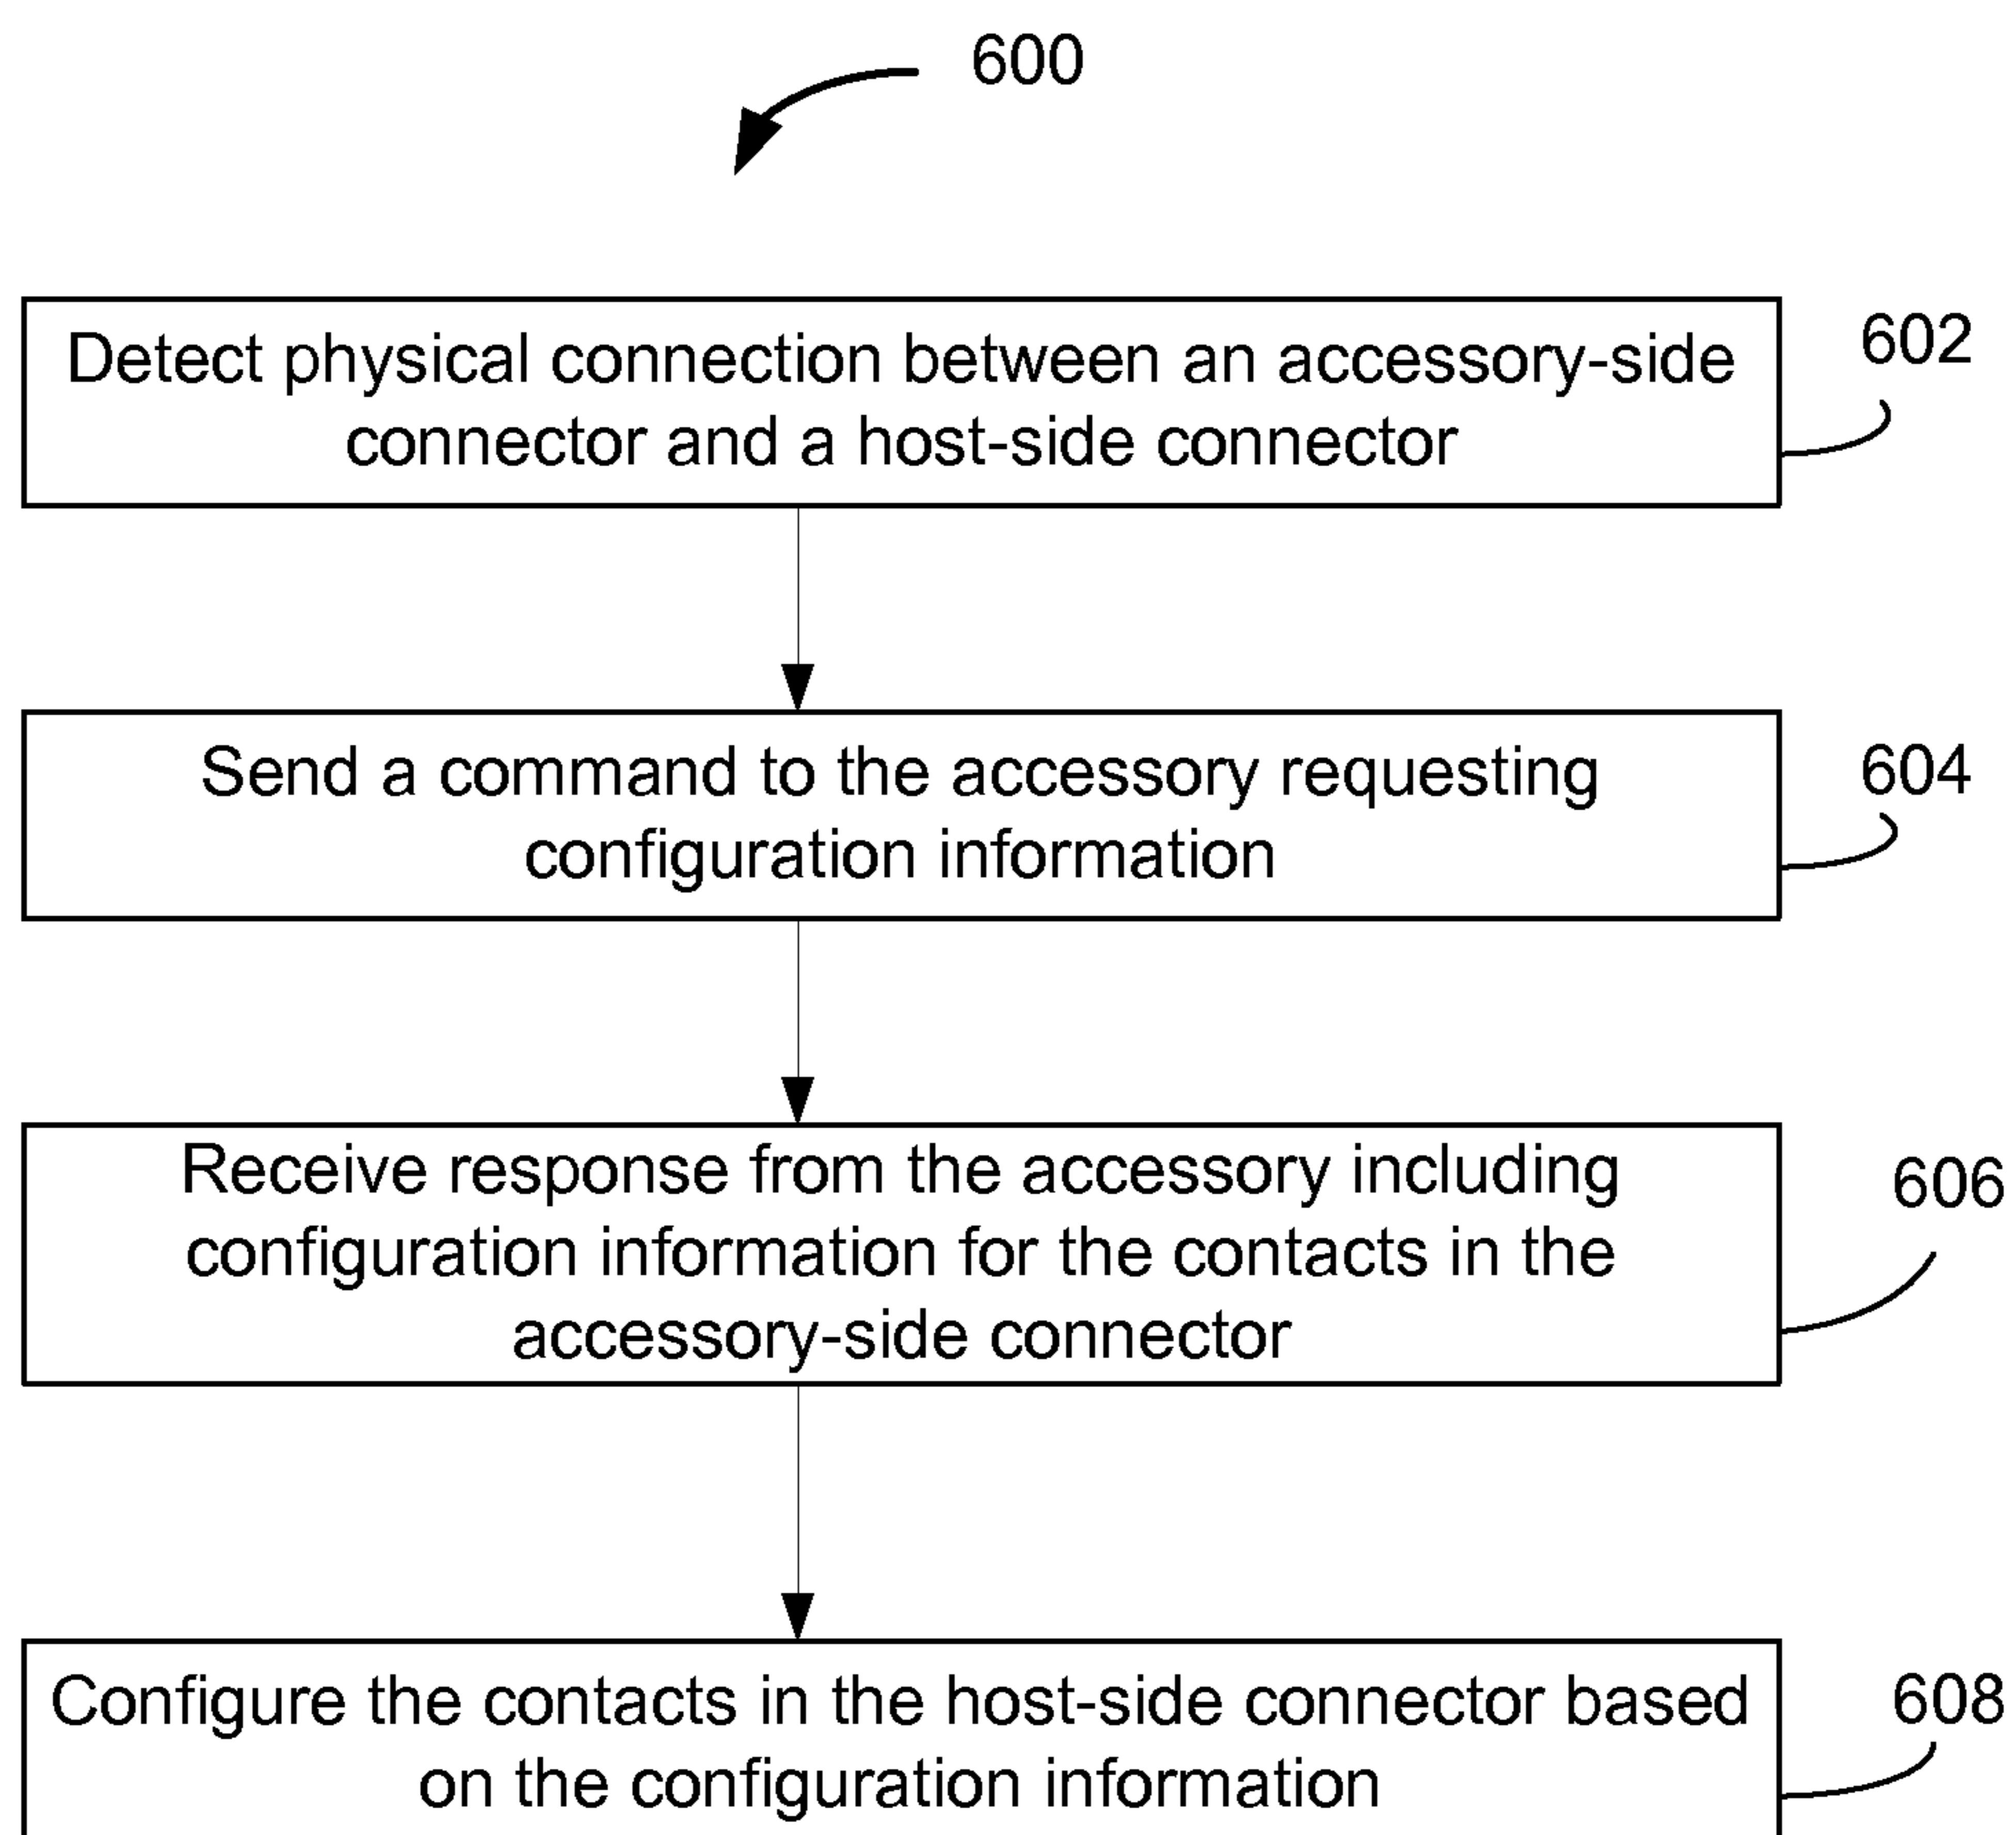 600
Detect physical connection between an accessory-side
connector and a host-side connector
602
Send a command to the accessory requesting
configuration information
604
Receive response from the accessory including
configuration information for the contacts in the
accessory-side connector
606
Configure the contacts in the host-side connector based
on the configuration information
608